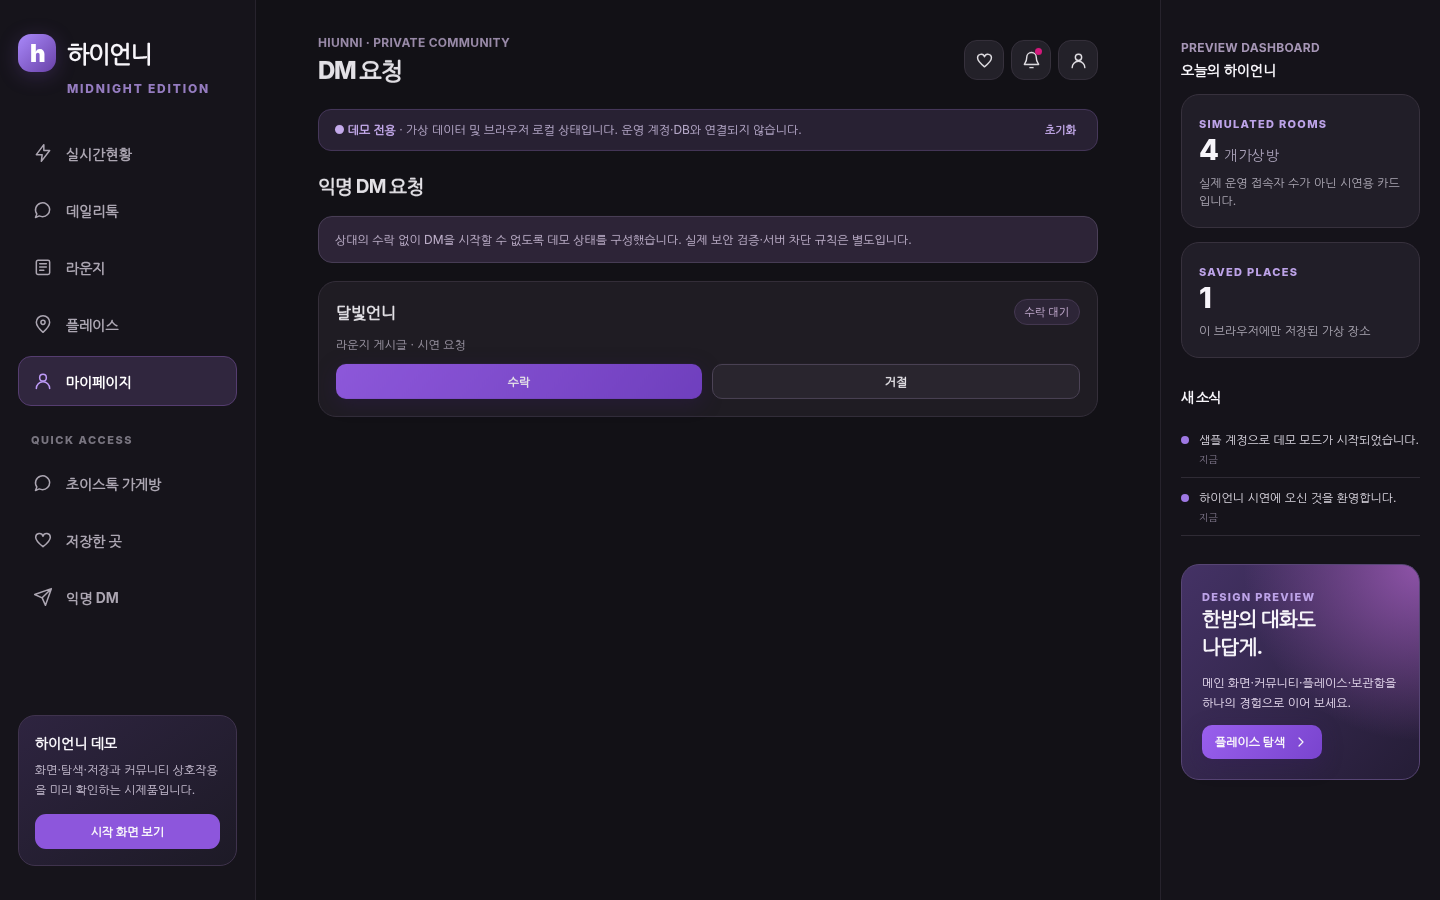 h 하이언니
MIDNIGHT EDITION
실시간현황
데일리톡
라운지
플레이스
마이페이지
QUICK ACCESS
초이스톡 가게방
저장한 곳
익명 DM
하이언니 데모
화면·탐색·저장과 커뮤니티 상호작용
을 미리 확인하는 시제품입니다.
시작 화면 보기
HIUNNI · PRIVATE COMMUNITY
DM 요청
데모 전용 · 가상 데이터 및 브라우저 로컬 상태입니다. 운영 계정·DB와 연결되지 않습니다.
초기화
익명 DM 요청
상대의 수락 없이 DM을 시작할 수 없도록 데모 상태를 구성했습니다. 실제 보안 검증·서버 차단 규칙은 별도입니다.
달빛언니
수락 대기
라운지 게시글 · 시연 요청
수락
거절
PREVIEW DASHBOARD
오늘의 하이언니
SIMULATED ROOMS
4 개 가상 방
실제 운영 접속자 수가 아닌 시연용 카드
입니다.
SAVED PLACES
1
이 브라우저에만 저장된 가상 장소
새 소식
샘플 계정으로 데모 모드가 시작되었습니다.
지금
하이언니 시연에 오신 것을 환영합니다.
지금
DESIGN PREVIEW
한밤의 대화도
나답게.
메인 화면·커뮤니티·플레이스·보관함을
하나의 경험으로 이어 보세요.
플레이스 탐색